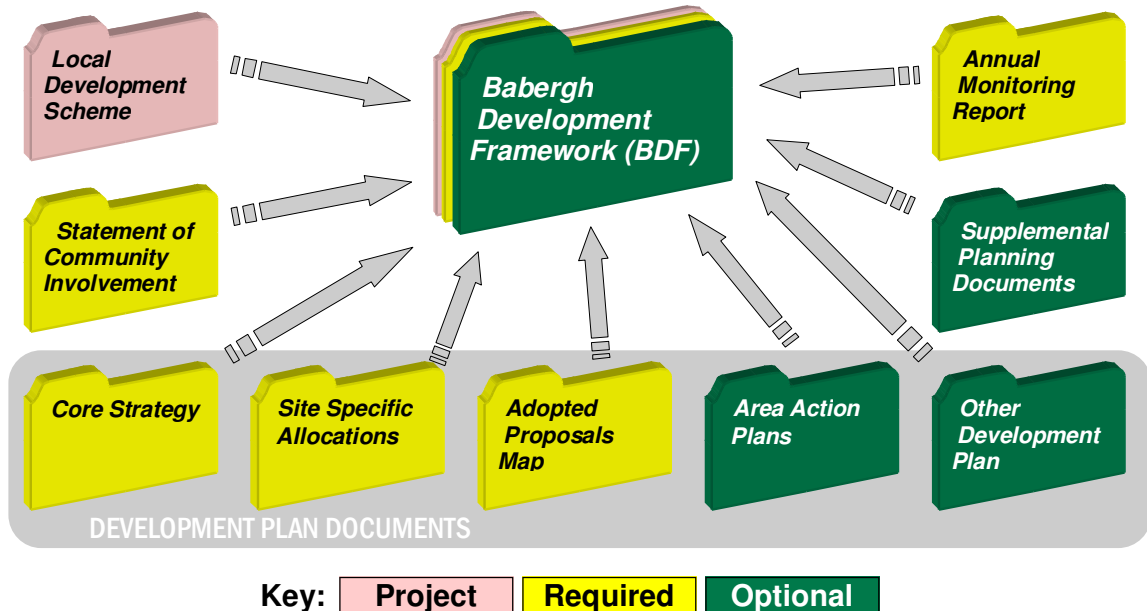 Local
Development
Scheme
Babergh
Development
Framework (BDF)
Annual
Monitoring
Report
Statement of
Community
Involvement
Supplemental
Planning
Documents
Core Strategy
Site Specific
Allocations
Adopted
Proposals
Map
Area Action
Plans
Other
Development
Plan
DEVELOPMENT PLAN DOCUMENTS
Key: Project Required Optional